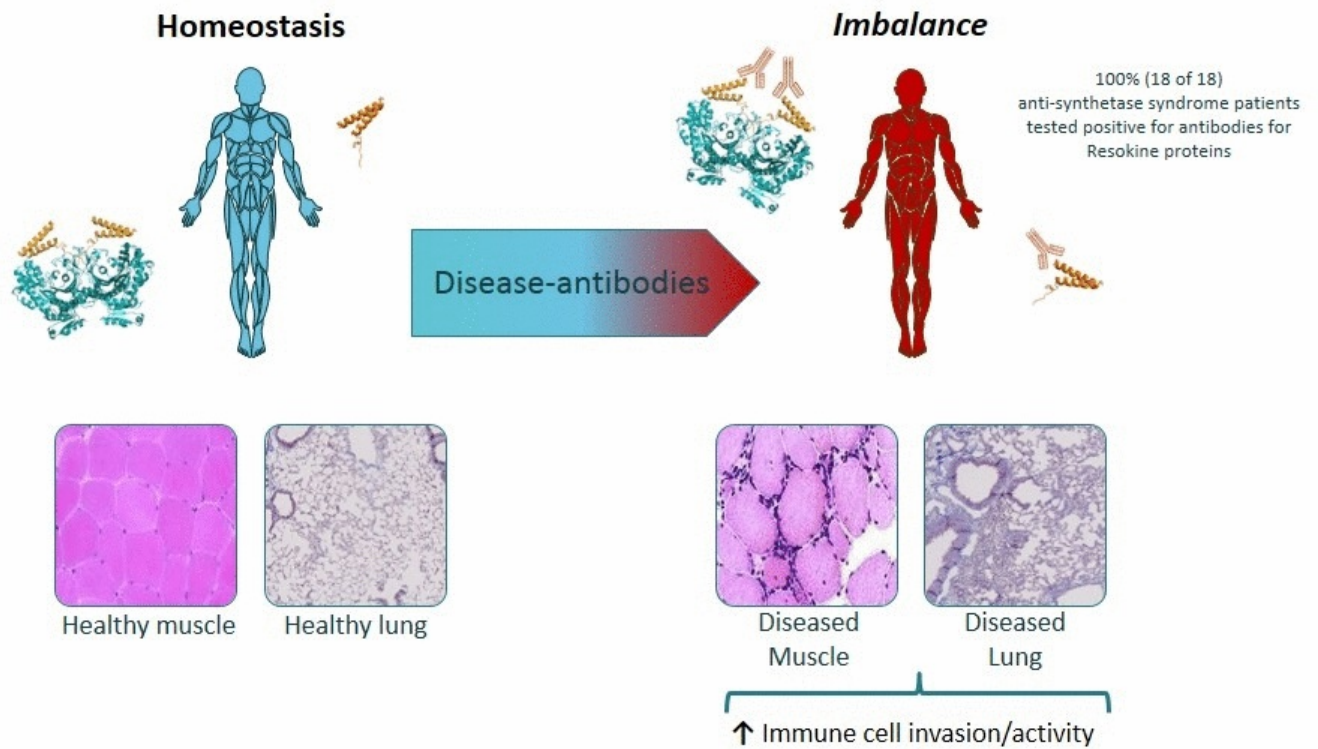 Homeostasis
Imbalance
100% (18 of 18)
anti-synthetase syndrome patients
tested positive for antibodies for
Resokine proteins
Disease-antibodies
Healthy muscle
Healthy lung
Diseased
Muscle
Diseased
Lung
↑ Immune cell invasion/activity